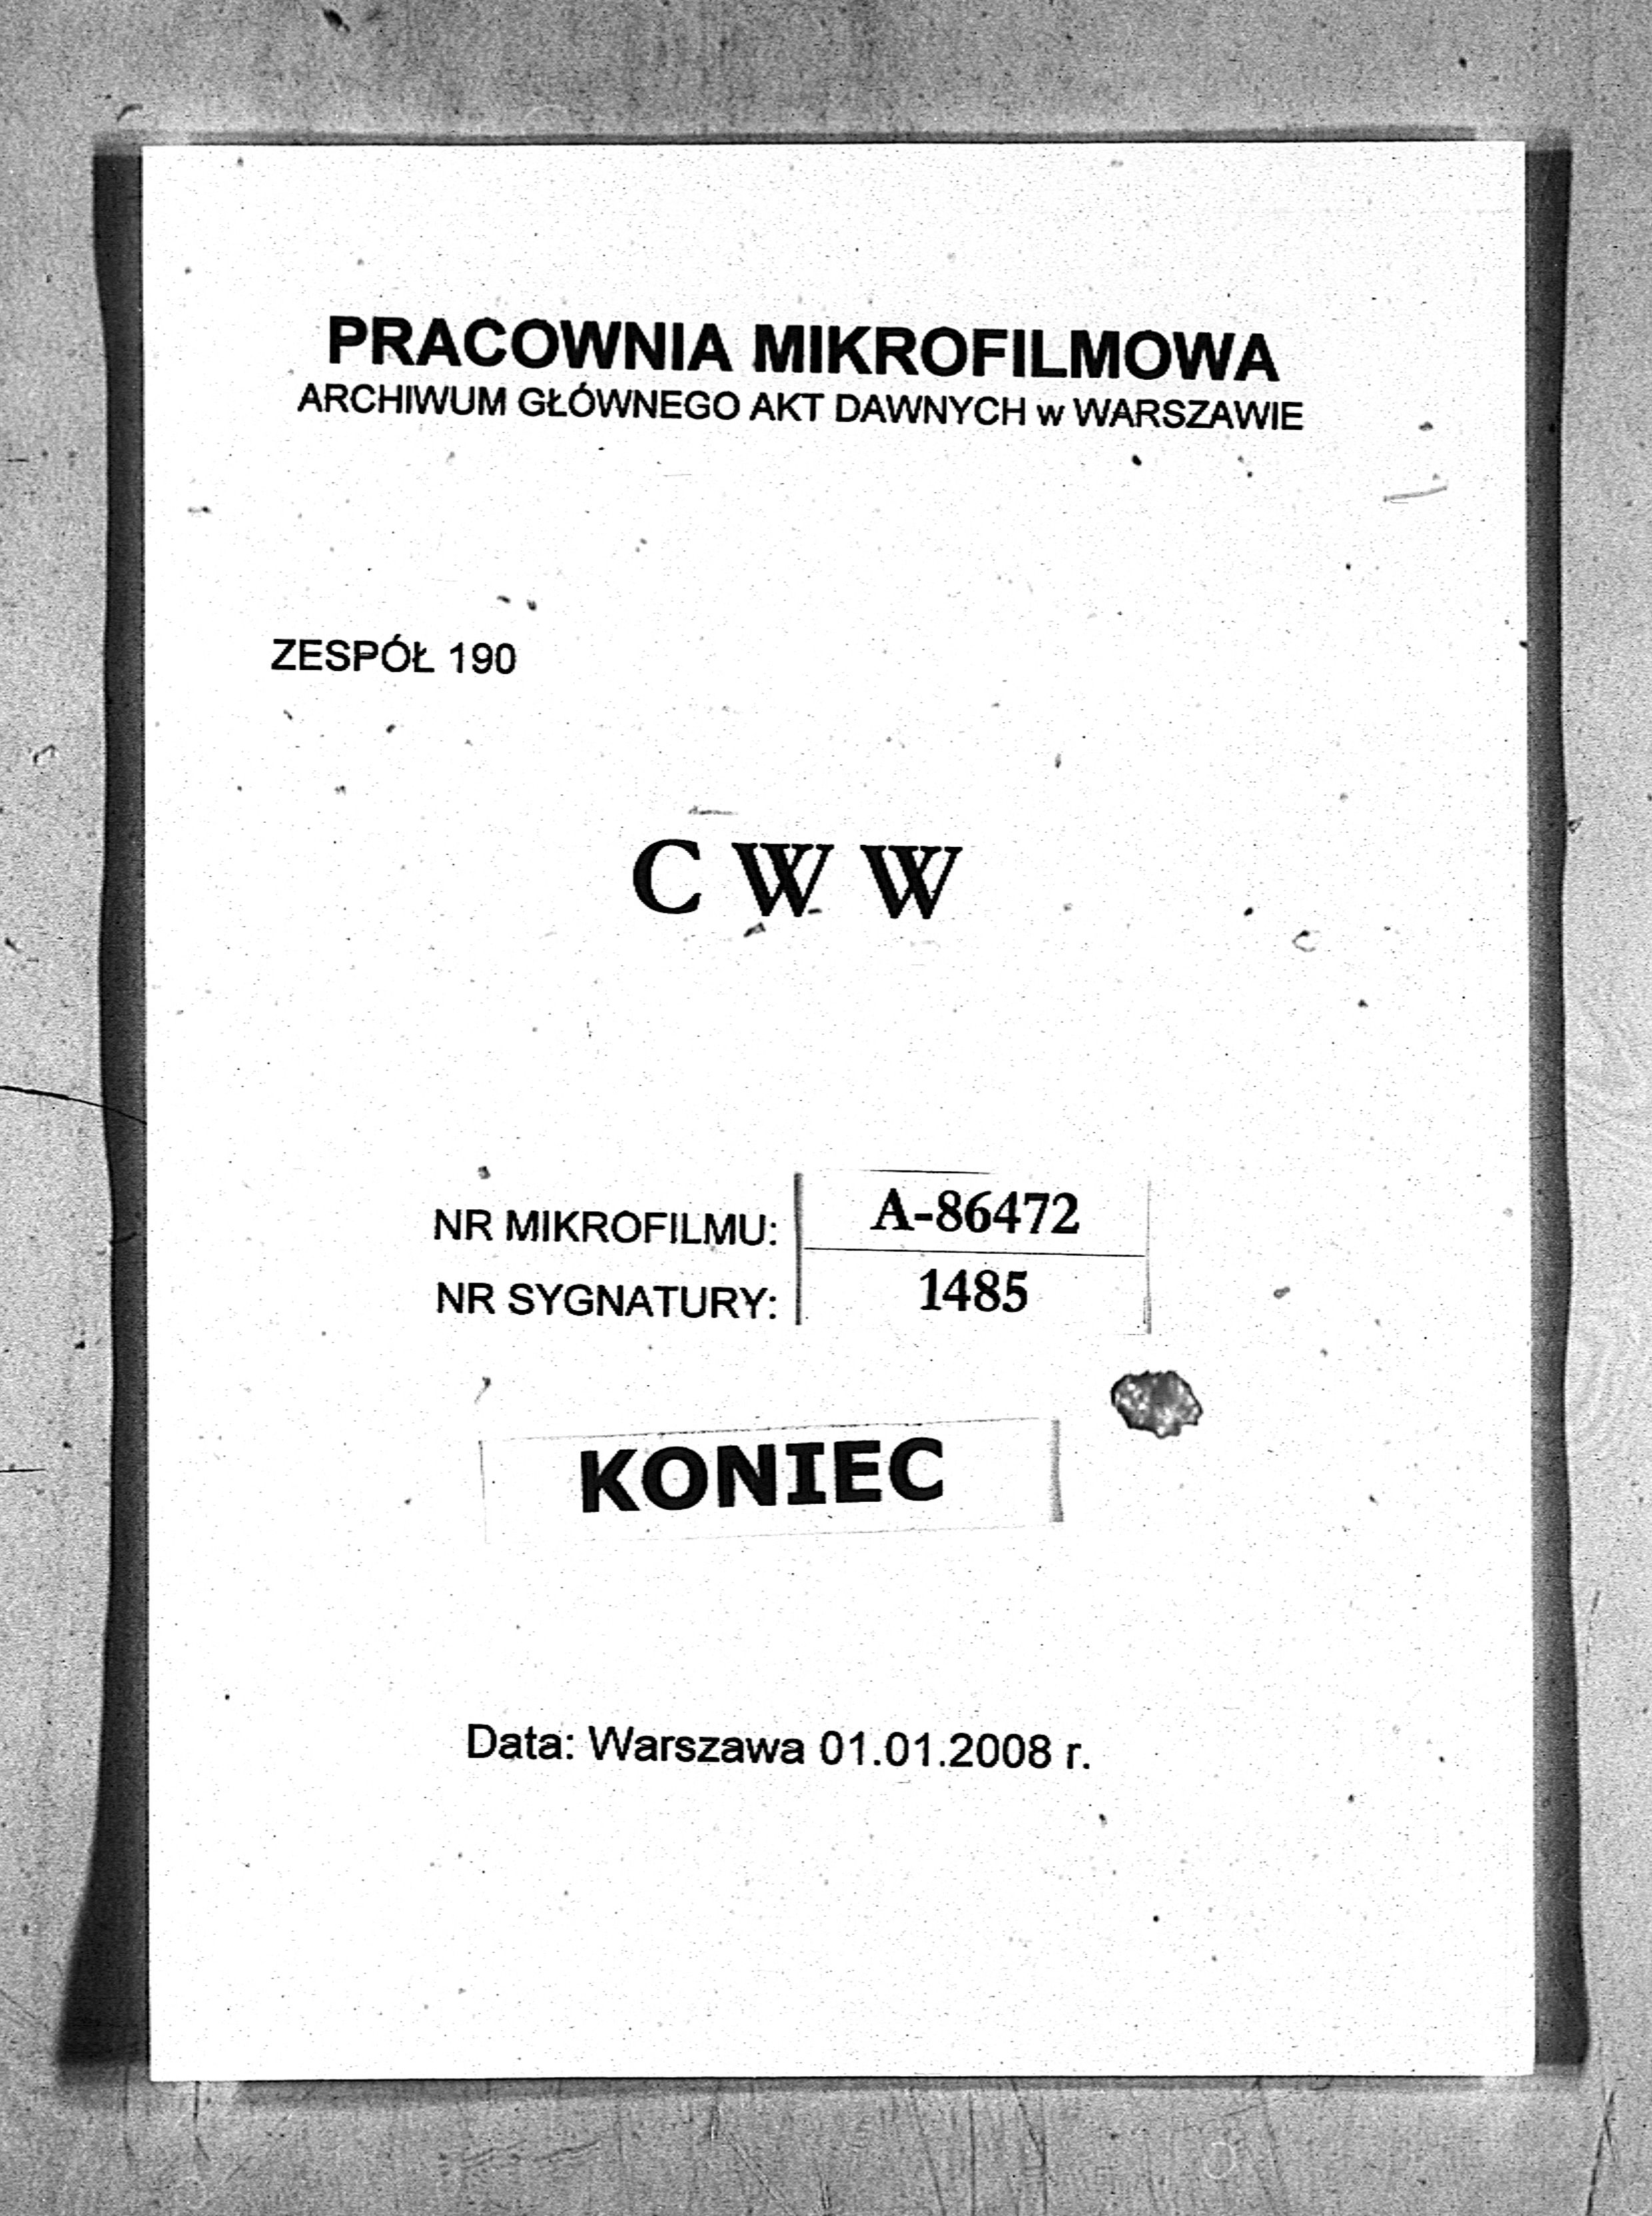 PRACOWNIA MIKROFILMOWA
ARCHIWUM GŁÓWNEGO AKT DAWNYCH w WARSZAWIE
ZESPÓŁ 190
C W W
NR MIKROFILMU: A-86472
NR SYGNATURY: 1485
KONIEC
Data: Warszawa 01.01.2008 r.